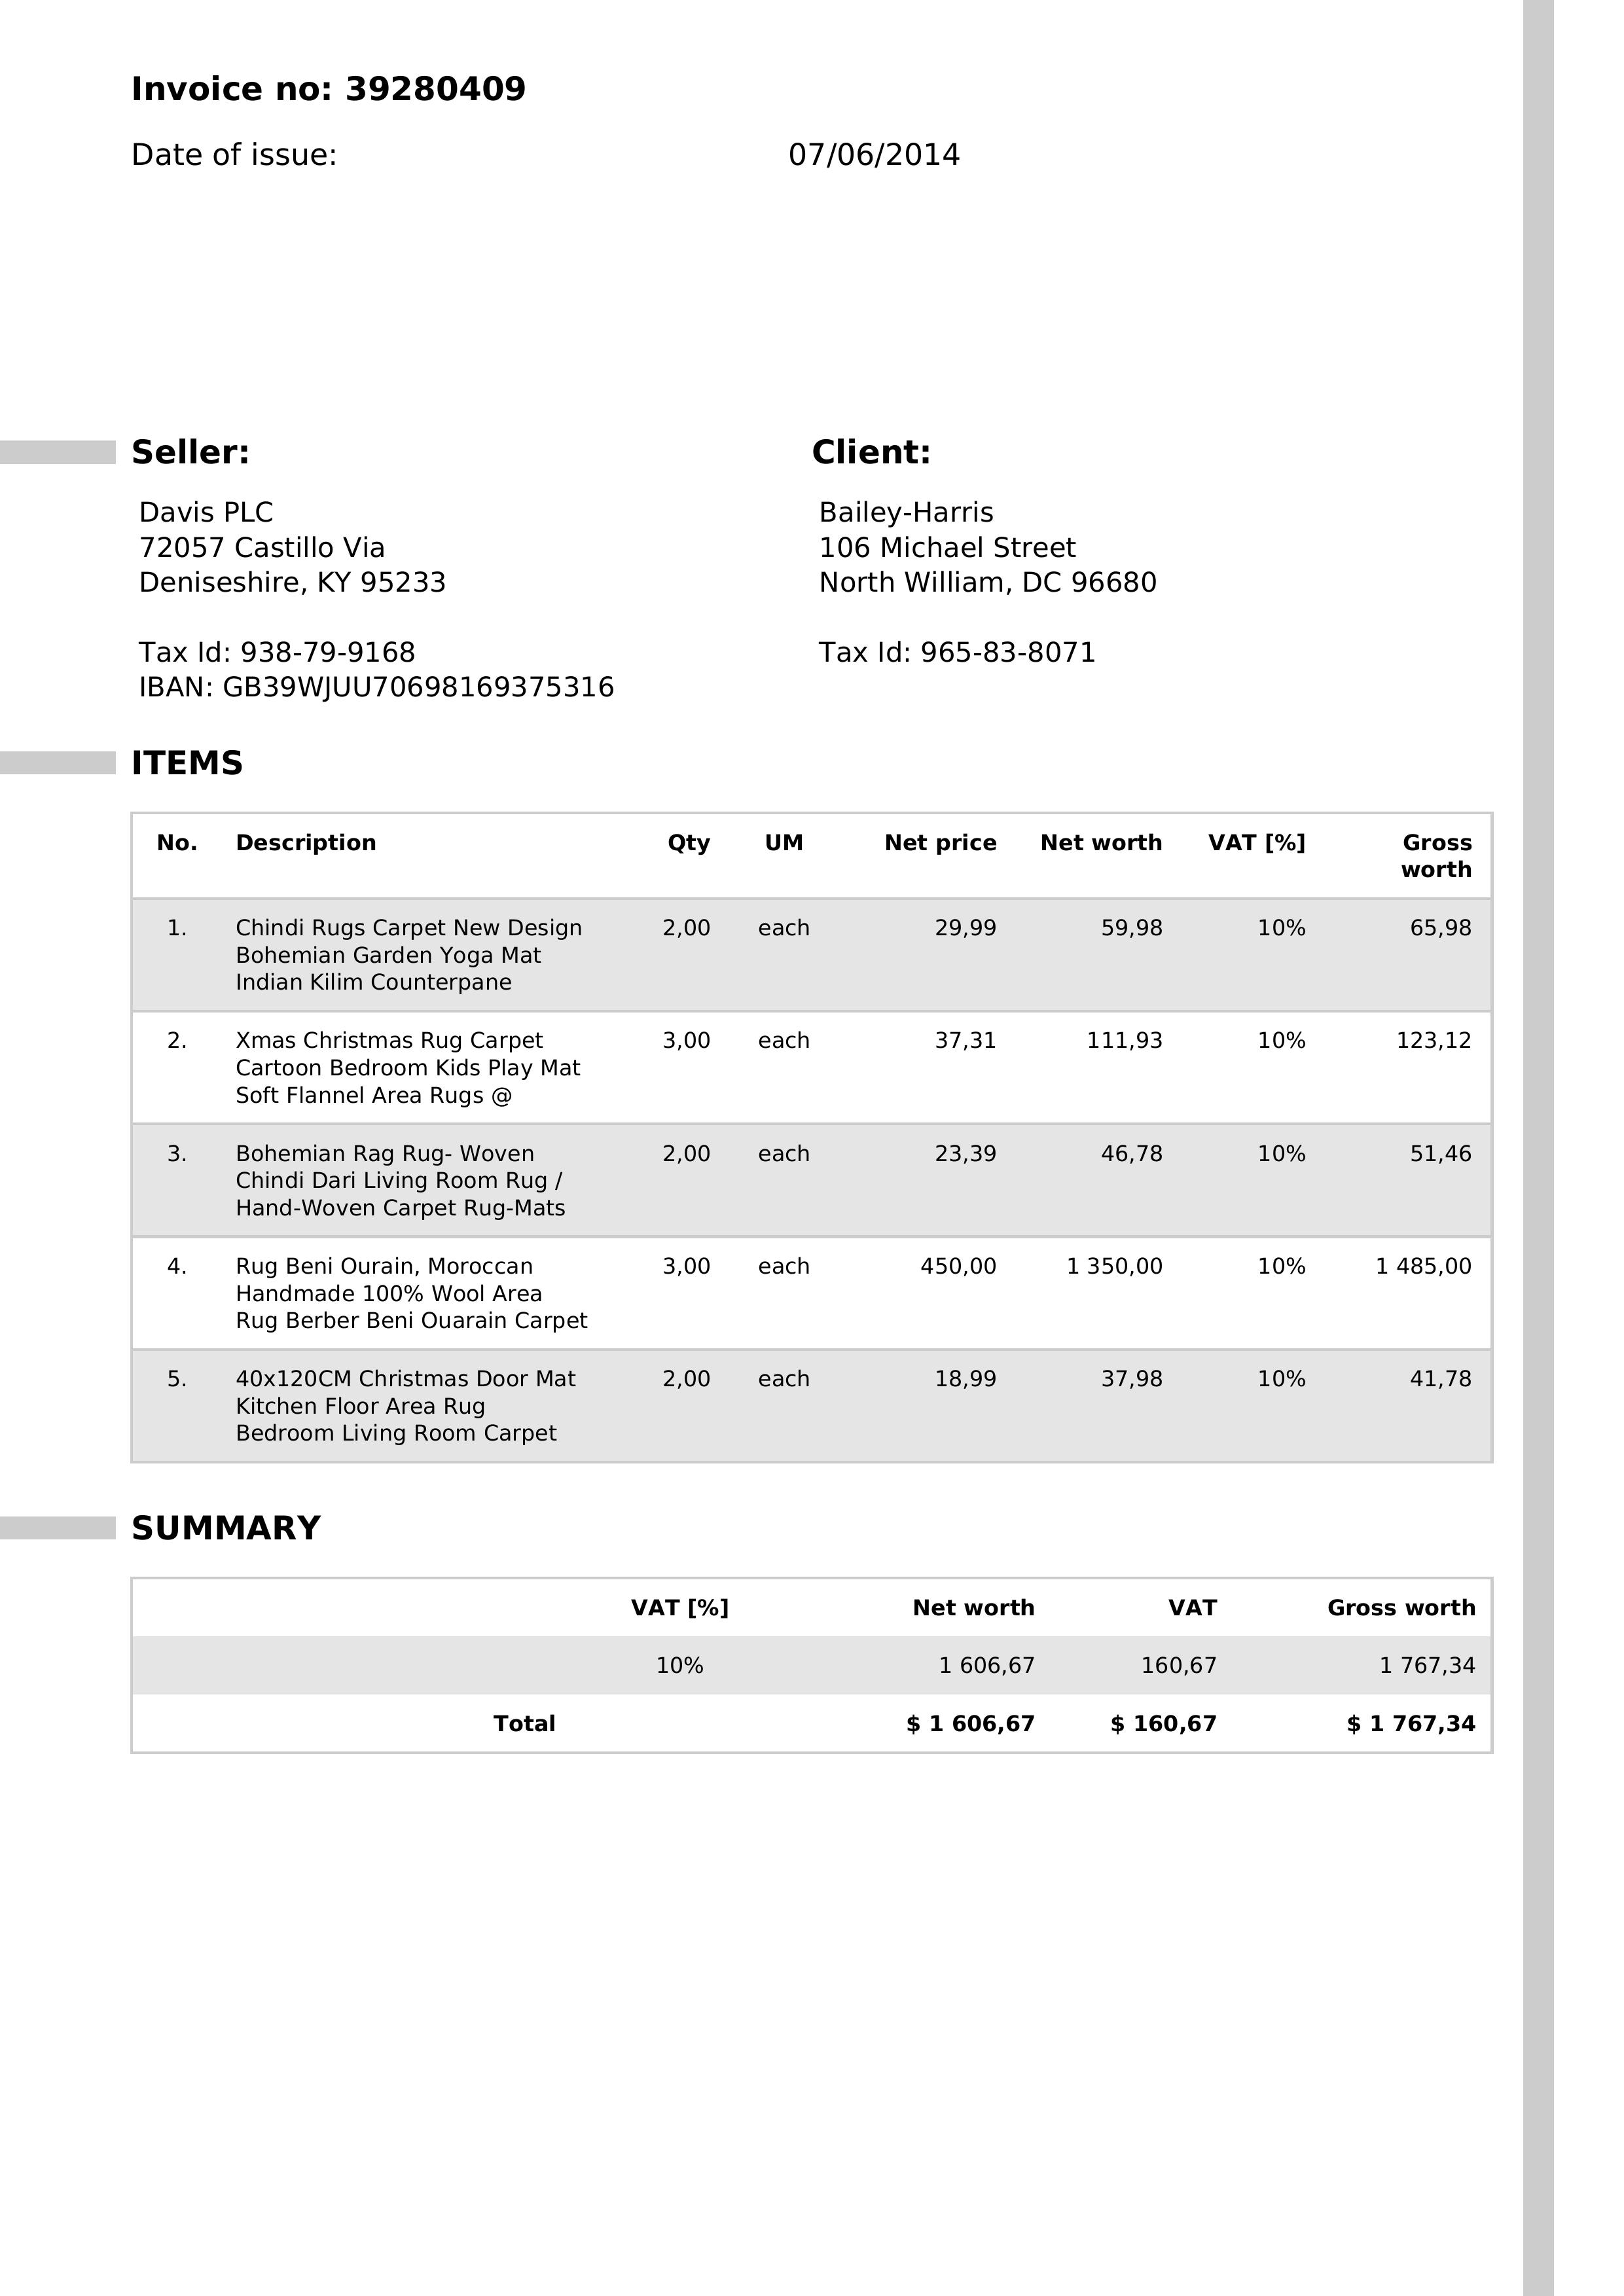 Invoice no: 39280409
Date of issue: 07/06/2014
Seller:
Davis PLC
72057 Castillo Via
Deniseshire, KY 95233
Tax Id: 938-79-9168
IBAN: GB39WJUU70698169375316
Client:
Bailey-Harris
106 Michael Street
North William, DC 96680
Tax Id: 965-83-8071
ITEMS
No. Description Qty UM Net price Net worth VAT [%] Gross
worth
1. Chindi Rugs Carpet New Design 2,00 each 29,99 59,98 10% 65,98
Bohemian Garden Yoga Mat
Indian Kilim Counterpane
2. Xmas Christmas Rug Carpet 3,00 each 37,31 111,93 10% 123,12
Cartoon Bedroom Kids Play Mat
Soft Flannel Area Rugs @
3. Bohemian Rag Rug- Woven 2,00 each 23,39 46,78 10% 51,46
Chindi Dari Living Room Rug /
Hand-Woven Carpet Rug-Mats
4. Rug Beni Ourain, Moroccan 3,00 each 450,00 1 350,00 10% 1 485,00
Handmade 100% Wool Area
Rug Berber Beni Ouarain Carpet
5. 40x120CM Christmas Door Mat 2,00 each 18,99 37,98 10% 41,78
Kitchen Floor Area Rug
Bedroom Living Room Carpet
SUMMARY
VAT [%] Net worth VAT Gross worth
10% 1 606,67 160,67 1 767,34
Total $ 1 606,67 $ 160,67 $ 1 767,34